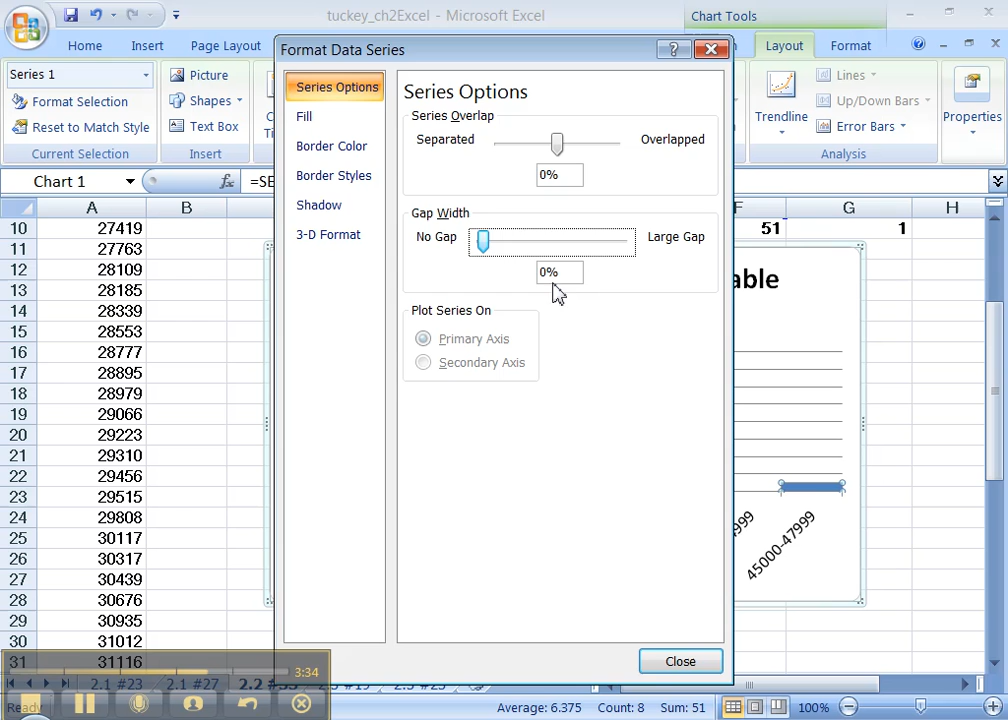 tuckey_ch2Excel - Microsoft Excel
Chart Tools
Home
Insert
Page Layout
Layout
Format
Series 1
Format Selection
Reset to Match Style
Current Selection
Picture
Shapes
Text Box
Insert
Trendline
Lines
Up/Down Bars
Error Bars
Analysis
Properties
Chart 1
fx
=SE
Format Data Series
Series Options
Fill
Border Color
Border Styles
Shadow
3-D Format
Series Options
Series Overlap
Separated
Overlapped
0%
Gap Width
No Gap
Large Gap
0%
Plot Series On
Primary Axis
Secondary Axis
Close
A
B
F
G
H
10 27419 51 1
11 27763
12 28109
13 28185
14 28339
15 28553
16 28777
17 28895
18 28979
19 29066
20 29223
21 29310
22 29456
23 29515
24 29808
25 30117
26 30317
27 30439
28 30676
29 30935
30 31012
31 31116
able
999
45000-47999
3:34
2.1 #23
2.1 #27
Ready
Average: 6.375
Count: 8
Sum: 51
100%